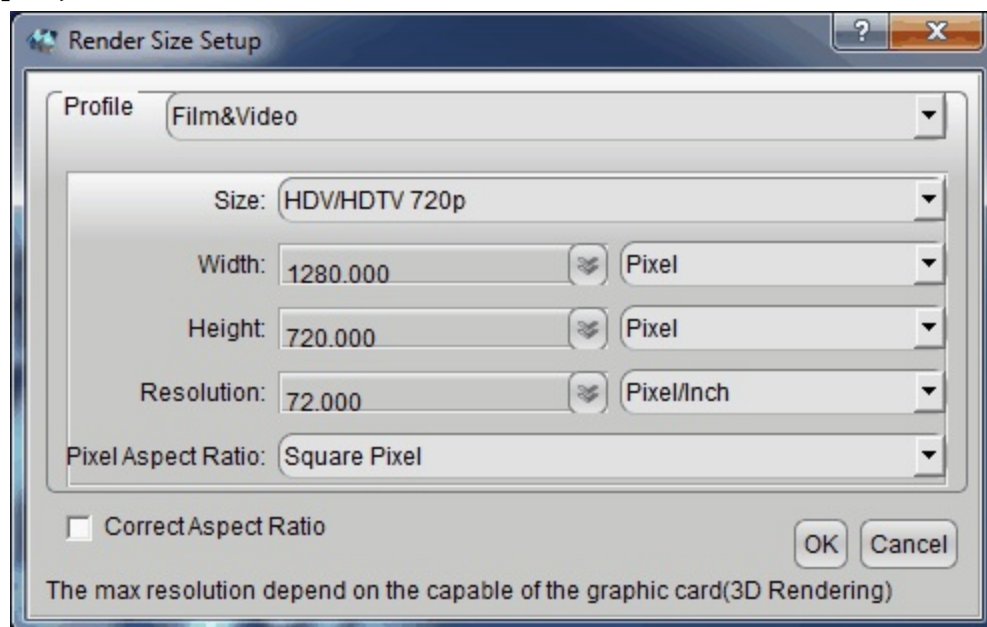 Render Size Setup
Profile Film&Video
Size: HDV/HDTV 720p
Width: 1280.000 Pixel
Height: 720.000 Pixel
Resolution: 72.000 Pixel/Inch
Pixel Aspect Ratio: Square Pixel
Correct Aspect Ratio
OK Cancel
The max resolution depend on the capable of the graphic card(3D Rendering)